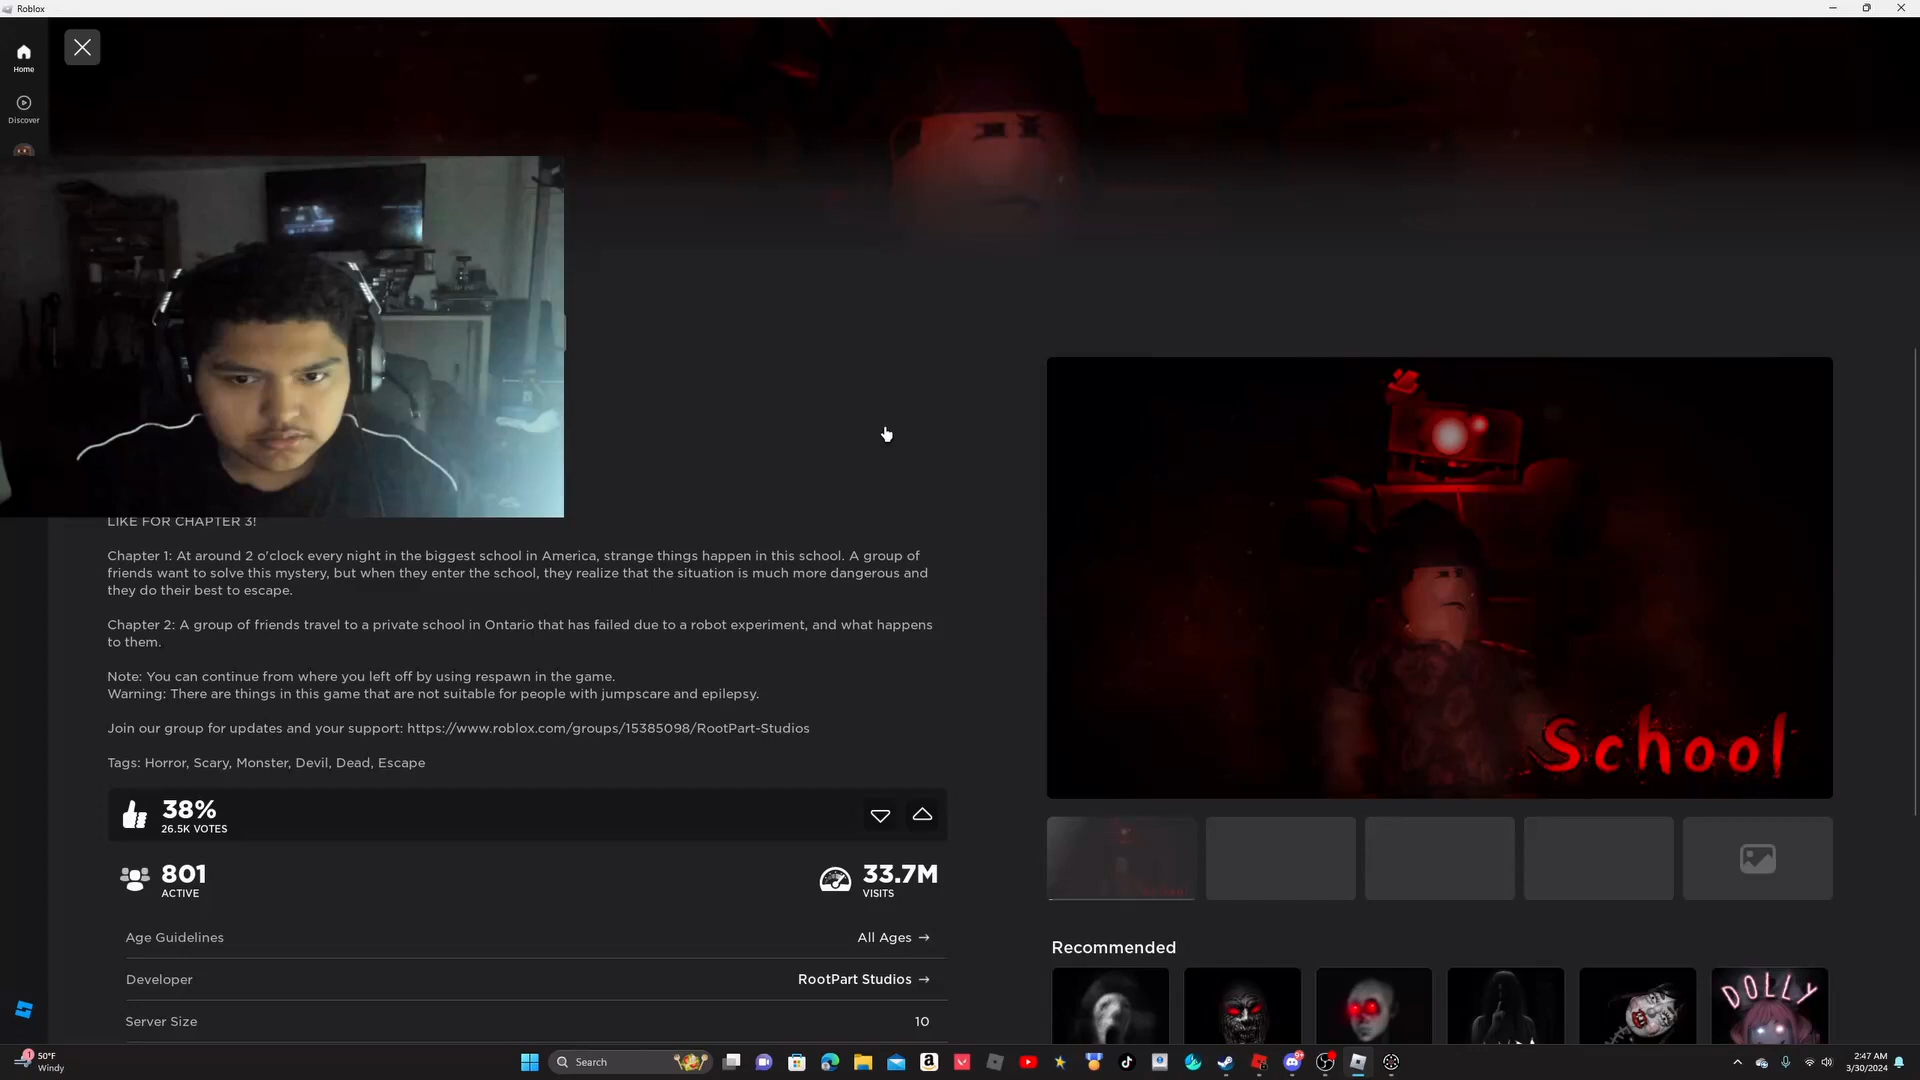 Roblox
Home
Discover
LIKE FOR CHAPTER 3!
Chapter 1: At around 2 o'clock every night in the biggest school in America, strange things happen in this school. A group of
friends want to solve this mystery, but when they enter the school, they realize that the situation is much more dangerous and
they do their best to escape.
Chapter 2: A group of friends travel to a private school in Ontario that has failed due to a robot experiment, and what happens
to them.
Note: You can continue from where you left off by using respawn in the game.
Warning: There are things in this game that are not suitable for people with jumpscare and epilepsy.
Join our group for updates and your support: https://www.roblox.com/groups/15385098/RootPart-Studios
Tags: Horror, Scary, Monster, Devil, Dead, Escape
38%
26.5K VOTES
801
ACTIVE
33.7M
VISITS
Age Guidelines
All Ages →
Developer
RootPart Studios →
Server Size
10
School
School
Recommended
DOLLY
1
50°F
Windy
Search
2:47 AM
3/30/2024